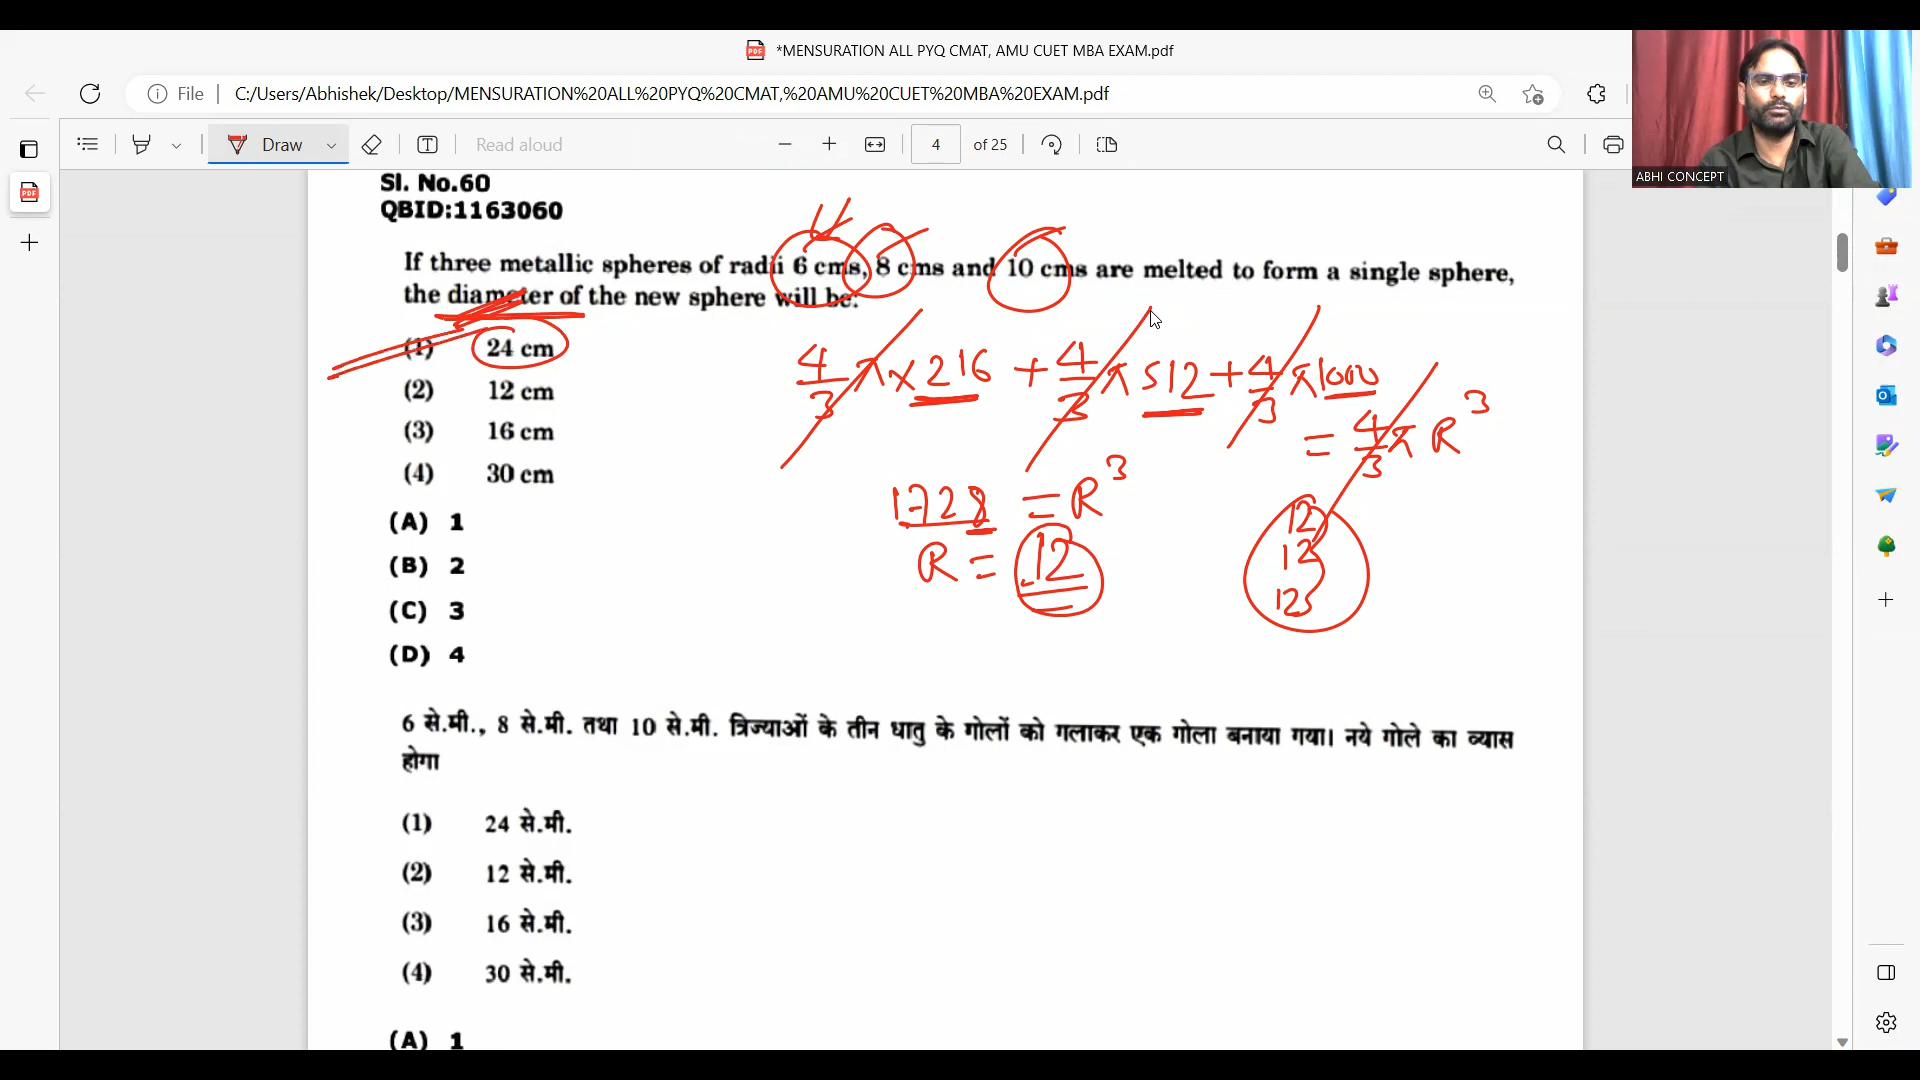 *MENSURATION ALL PYQ CMAT, AMU CUET MBA EXAM.pdf
File C:/Users/Abhishek/Desktop/MENSURATION%20ALL%20PYQ%20CMAT,%20AMU%20CUET%20MBA%20EXAM.pdf
Draw Read aloud 4 of 25
ABHI CONCEPT
Sl. No.60
QBID:1163060
If three metallic spheres of radii 6 cms, 8 cms and 10 cms are melted to form a single sphere,
the diameter of the new sphere will be:
(1) 24 cm
(2) 12 cm
(3) 16 cm
(4) 30 cm
(A) 1
(B) 2
(C) 3
(D) 4
4/3 π × 216 + 4/3 π 512 + 4/3 π 1000
= 4/3 π R³
1728 = R³
R = 12
12
12
12
6 से.मी., 8 से.मी. तथा 10 से.मी. त्रिज्याओं के तीन धातु के गोलों को गलाकर एक गोला बनाया गया। नये गोले का व्यास
होगा
(1) 24 से.मी.
(2) 12 से.मी.
(3) 16 से.मी.
(4) 30 से.मी.
(A) 1